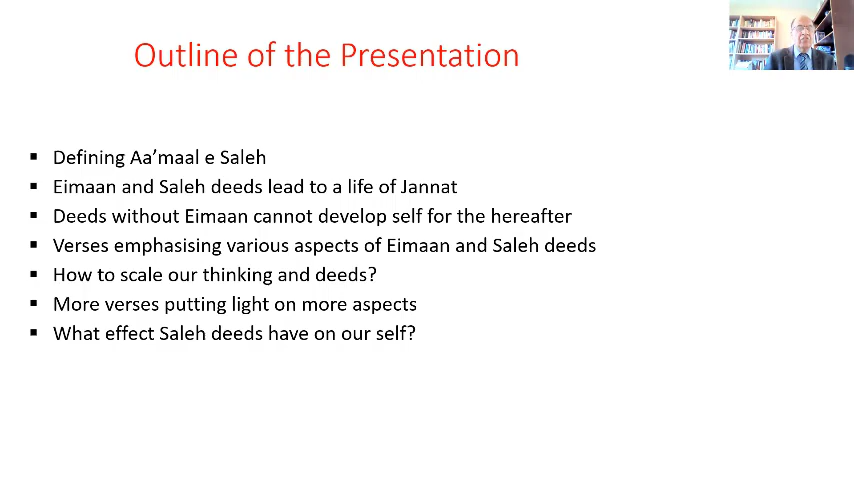 Outline of the Presentation
▪ Defining Aa’maal e Saleh
▪ Eimaan and Saleh deeds lead to a life of Jannat
▪ Deeds without Eimaan cannot develop self for the hereafter
▪ Verses emphasising various aspects of Eimaan and Saleh deeds
▪ How to scale our thinking and deeds?
▪ More verses putting light on more aspects
▪ What effect Saleh deeds have on our self?